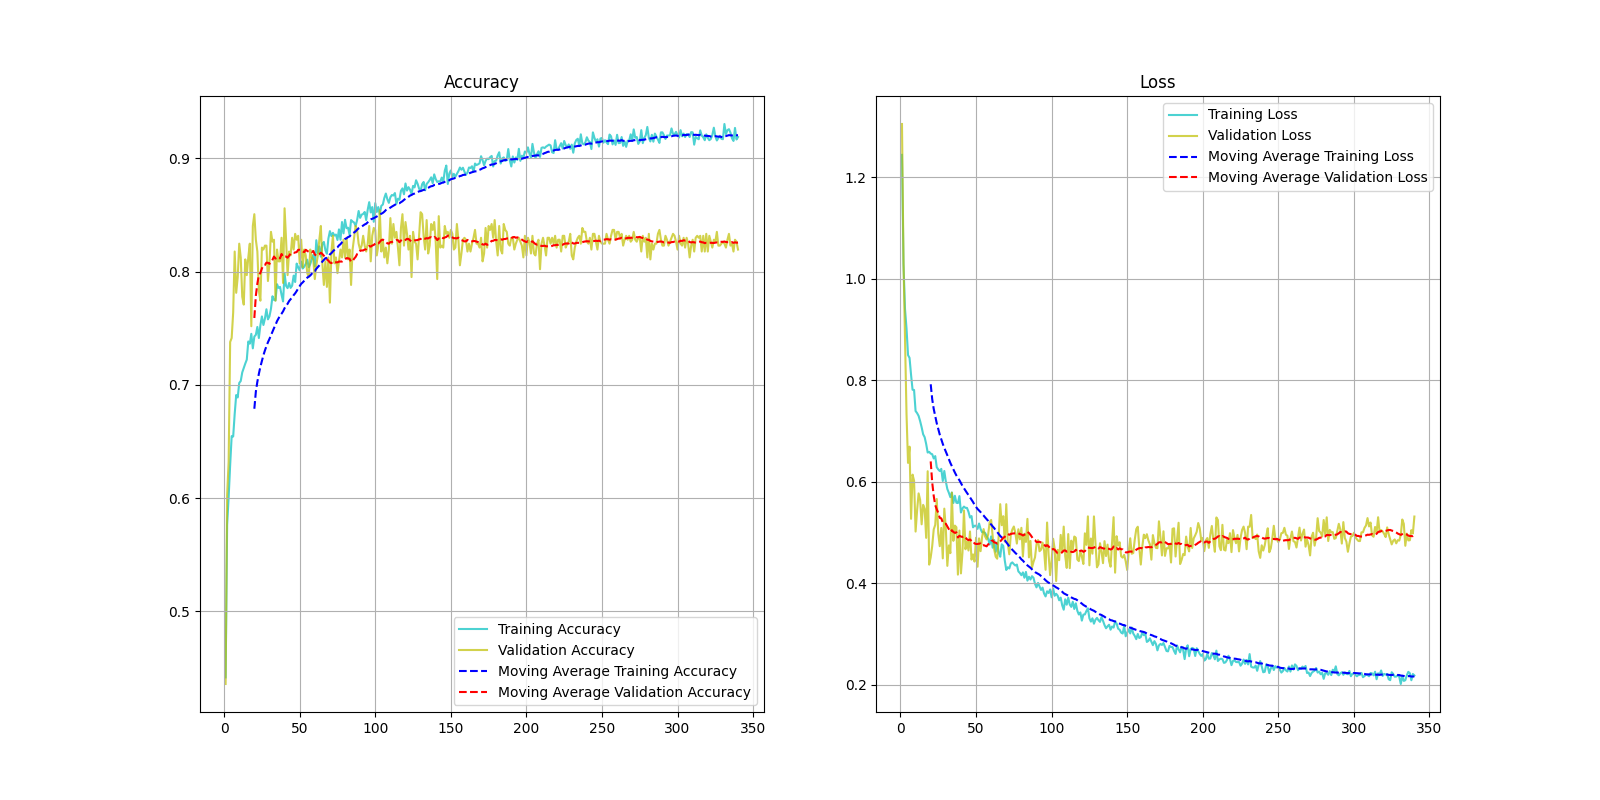 Accuracy
0.9
0.8
0.7
0.6
0.5
0 50 100 150 200 250 300 350
Training Accuracy
Validation Accuracy
Moving Average Training Accuracy
Moving Average Validation Accuracy
Loss
1.2
1.0
0.8
0.6
0.4
0.2
0 50 100 150 200 250 300 350
Training Loss
Validation Loss
Moving Average Training Loss
Moving Average Validation Loss